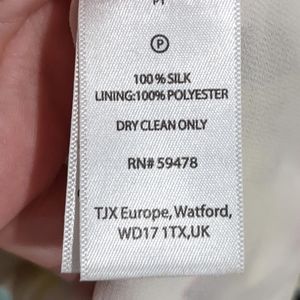 P
100% SILK
LINING:100% POLYESTER
DRY CLEAN ONLY
RN# 59478
TJX Europe, Watford,
WD17 1TX,UK